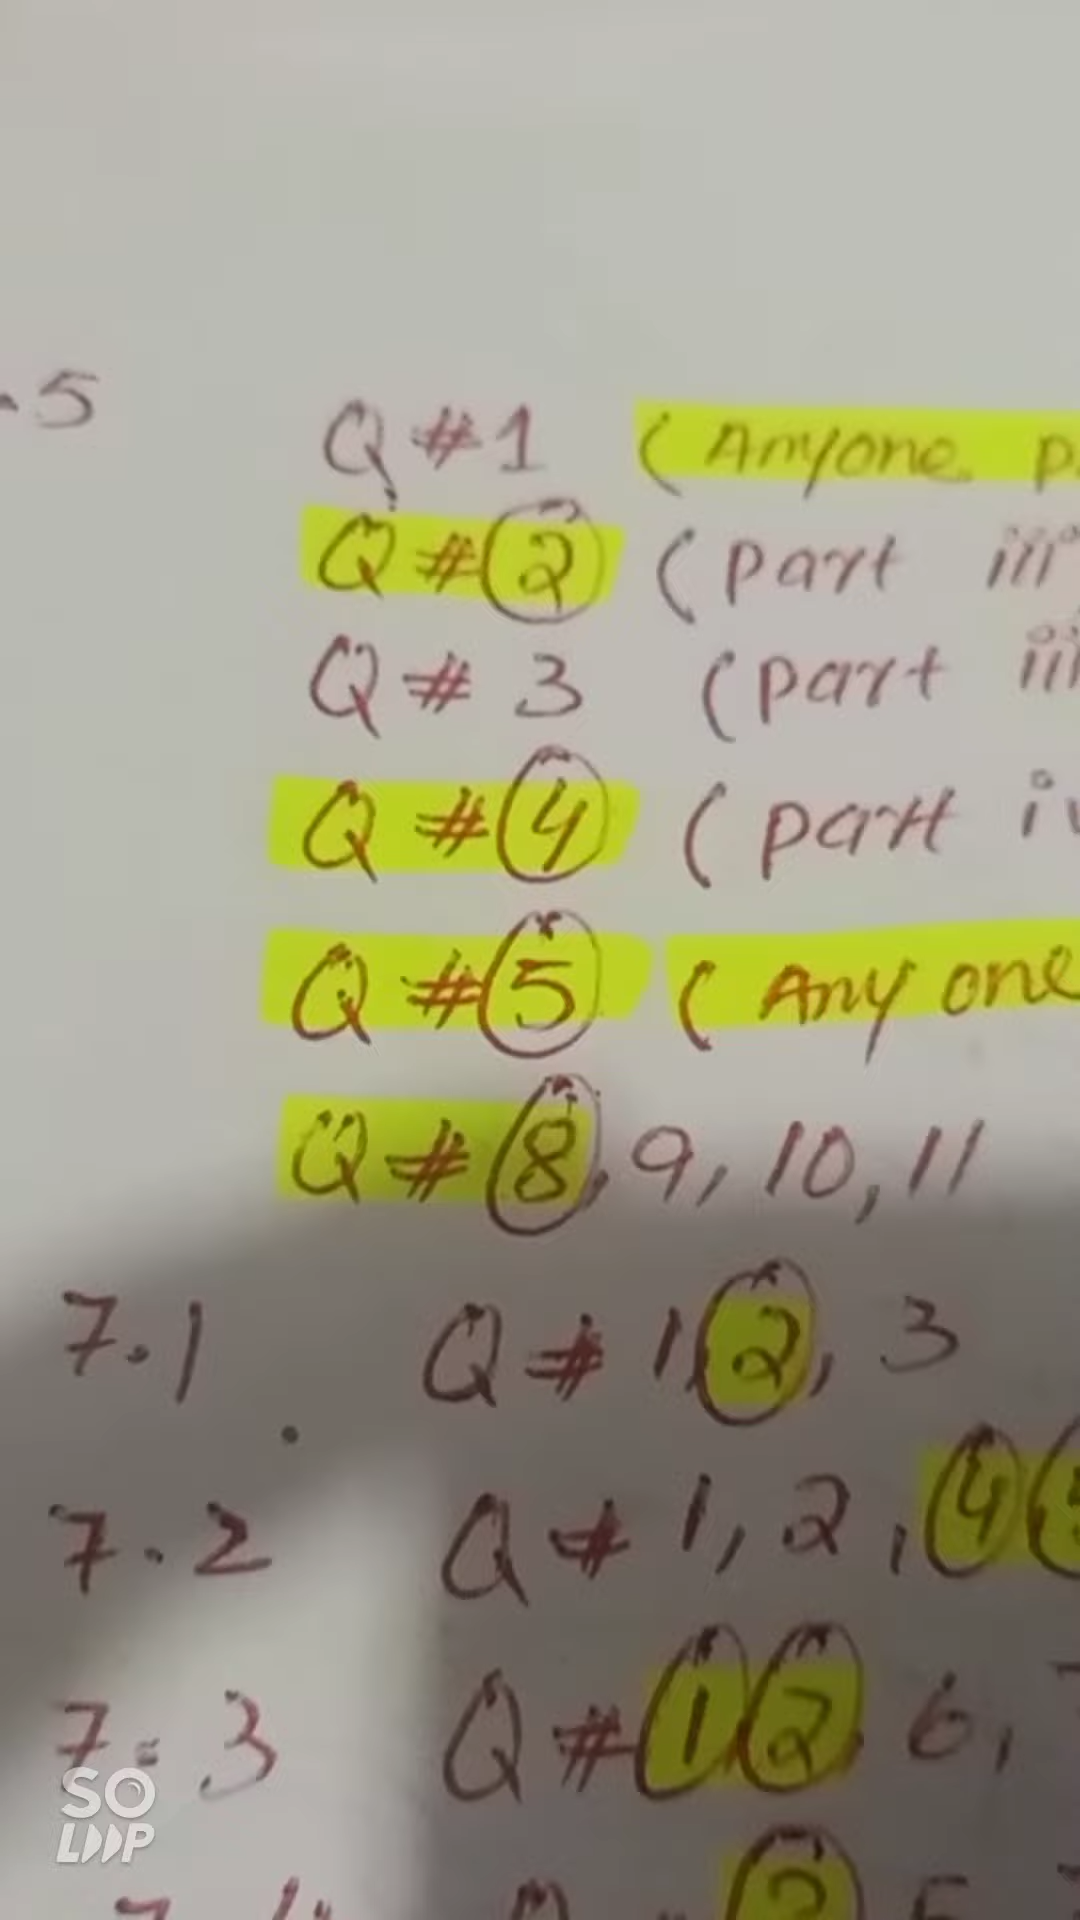 .5 Q #1 (Anyone
Q # 2 (part iii
Q # 3 (part iii
Q # 4 (part
Q # 5 (Any one
Q # 8, 9, 10, 11
7.1 Q # 1, 2, 3
7.2 Q # 1, 2, 4
7.3 Q # 1, 2 6,
SO
LOOP